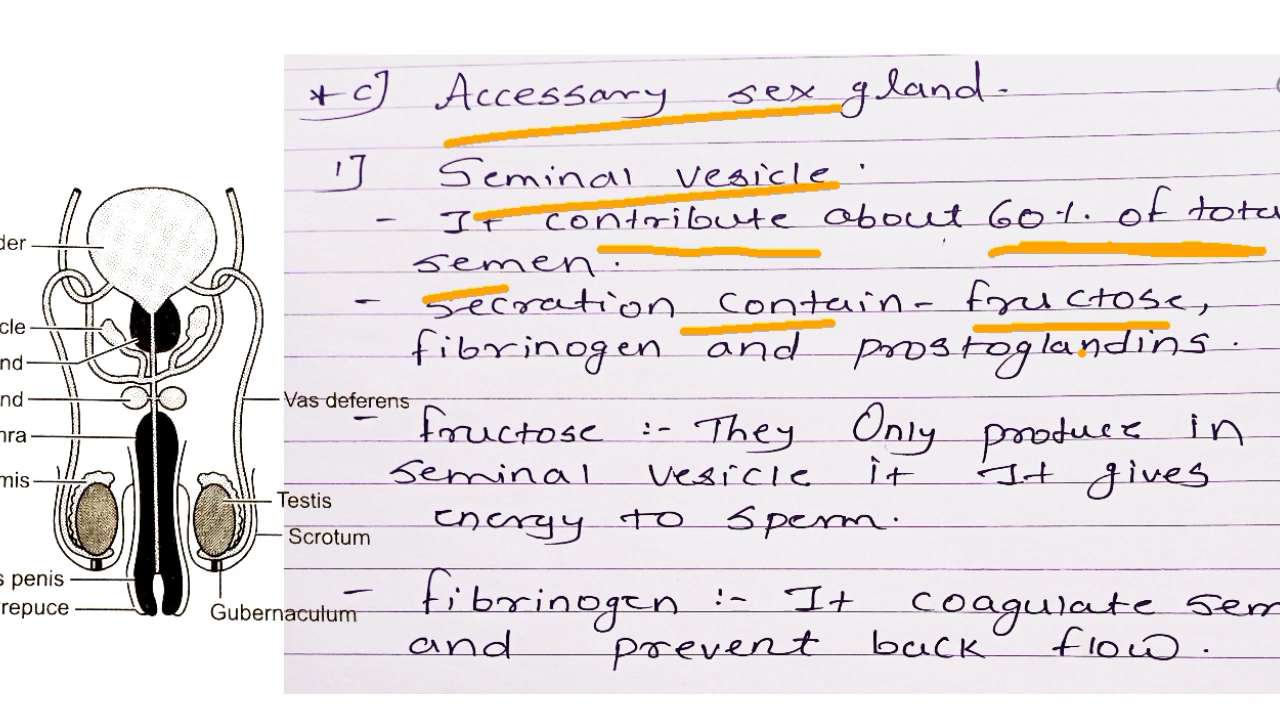 * c] Accessary sex gland.
1] Seminal vesicle.
- It contribute about 60%. of tota
semen.
- secration contain - fructose,
fibrinogen and prostoglandins.
- fructose :- They Only produce in
seminal vesicle it It gives
energy to sperm.
- fibrinogen :- It coagulate sem
and prevent back flow.
der
cle
nd
nd
Vas deferens
hra
mis
Testis
Scrotum
s penis
repuce
Gubernaculum